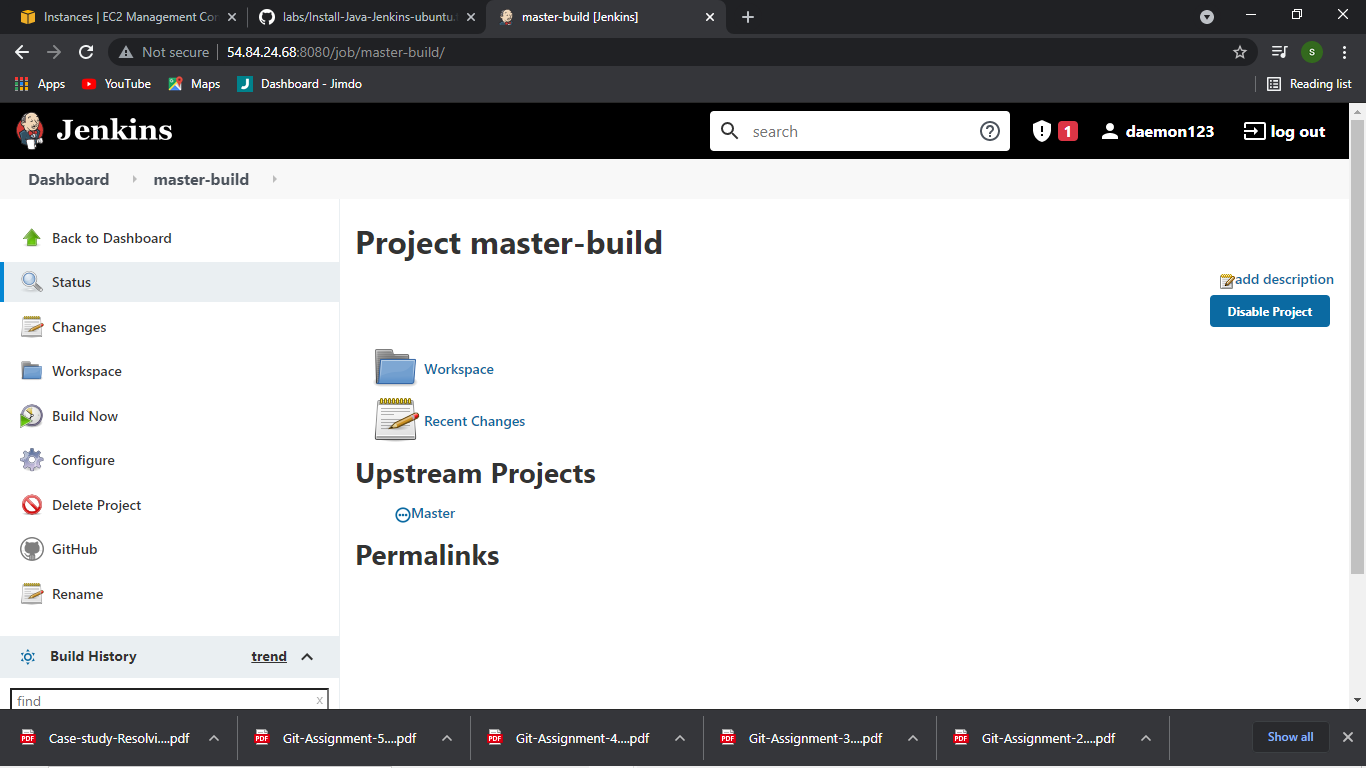 Instances | EC2 Management Con
labs/Install-Java-Jenkins-ubuntu.
master-build [Jenkins]
Not secure
54.84.24.68:8080/job/master-build/
S
Apps
YouTube
Maps
Dashboard - Jimdo
Reading list
Jenkins
search
1
daemon123
log out
Dashboard
master-build
Back to Dashboard
Status
Changes
Workspace
Build Now
Configure
Delete Project
GitHub
Rename
Build History
trend
find
x
Project master-build
add description
Disable Project
Workspace
Recent Changes
Upstream Projects
Master
Permalinks
Case-study-Resolvi....pdf
Git-Assignment-5....pdf
Git-Assignment-4....pdf
Git-Assignment-3....pdf
Git-Assignment-2....pdf
Show all